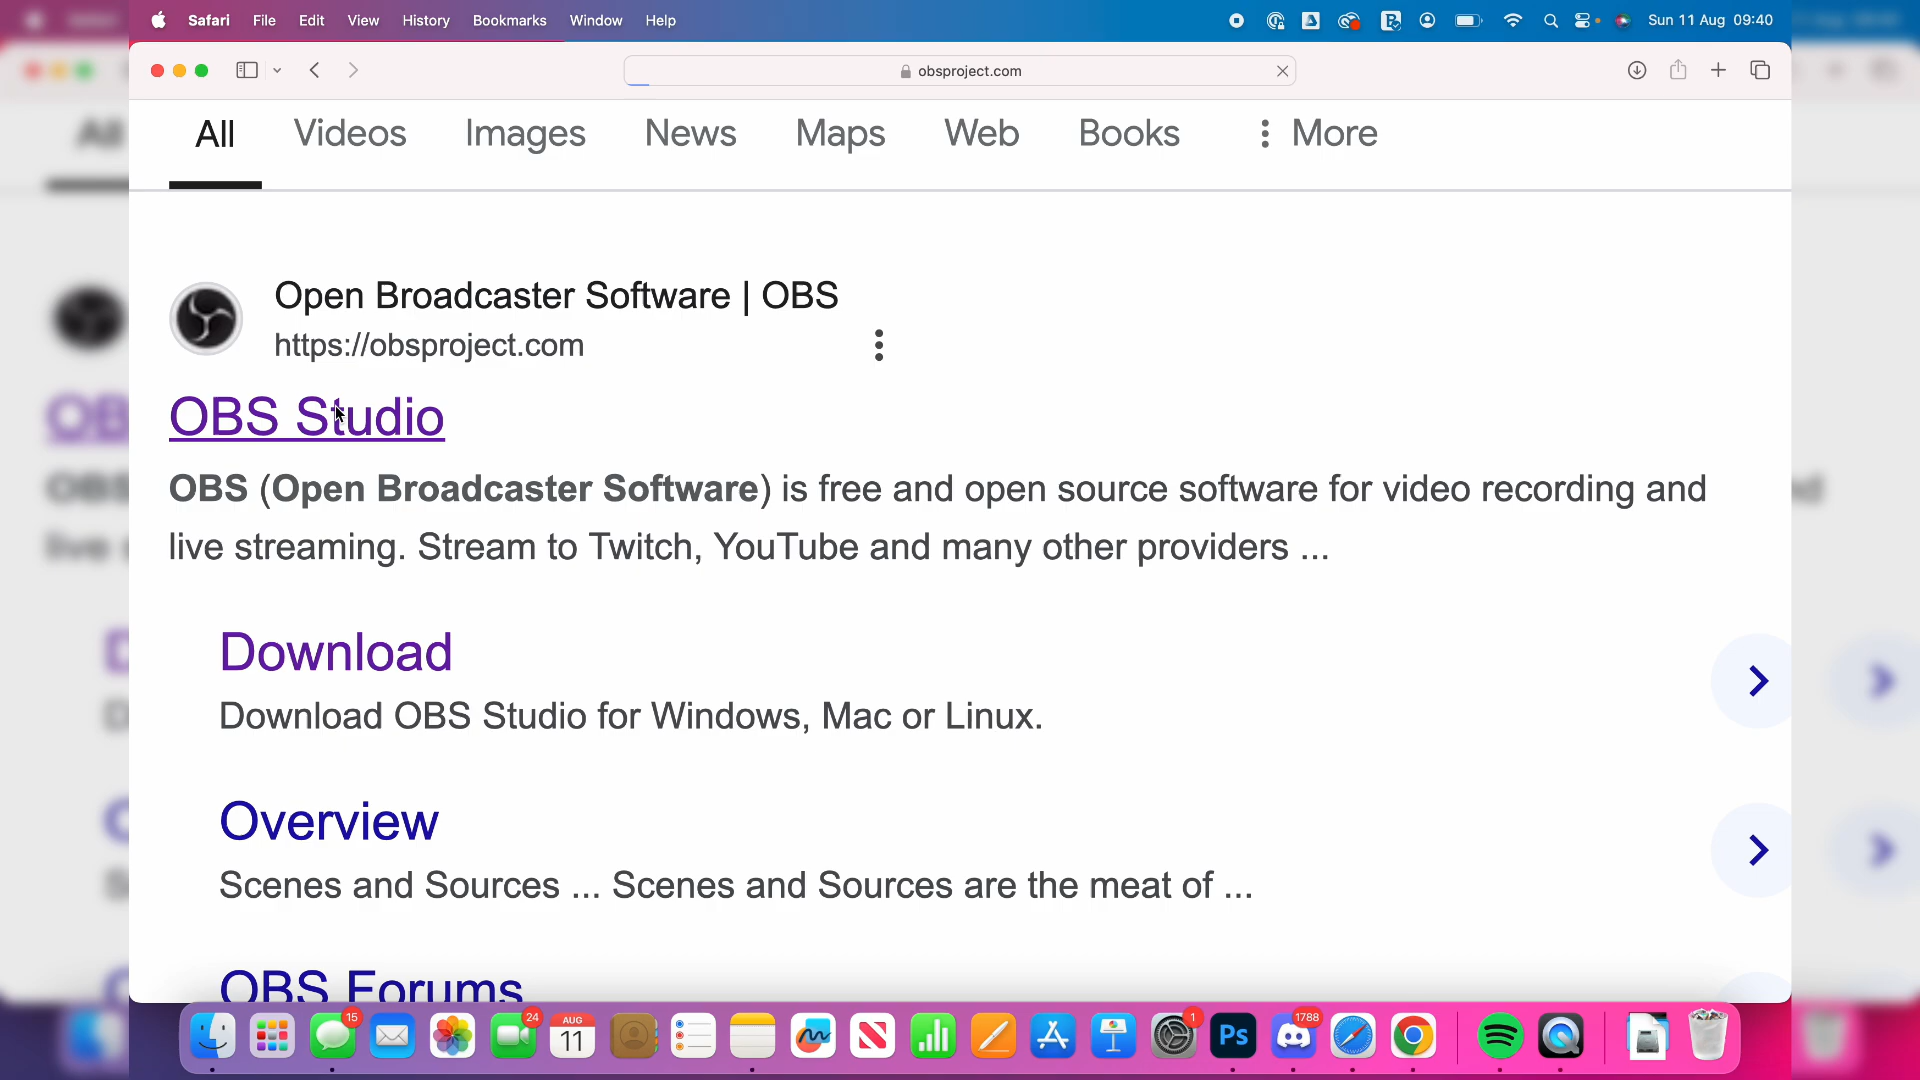 Safari File Edit View History Bookmarks Window Help Sun 11 Aug 09:40
obsproject.com
All Videos Images News Maps Web Books More
Open Broadcaster Software | OBS
https://obsproject.com
OBS Studio
OBS (Open Broadcaster Software) is free and open source software for video recording and
live streaming. Stream to Twitch, YouTube and many other providers ...
Download
Download OBS Studio for Windows, Mac or Linux.
Overview
Scenes and Sources ... Scenes and Sources are the meat of ...
OBS Forums
15 24 AUG 11 1 Ps 1788